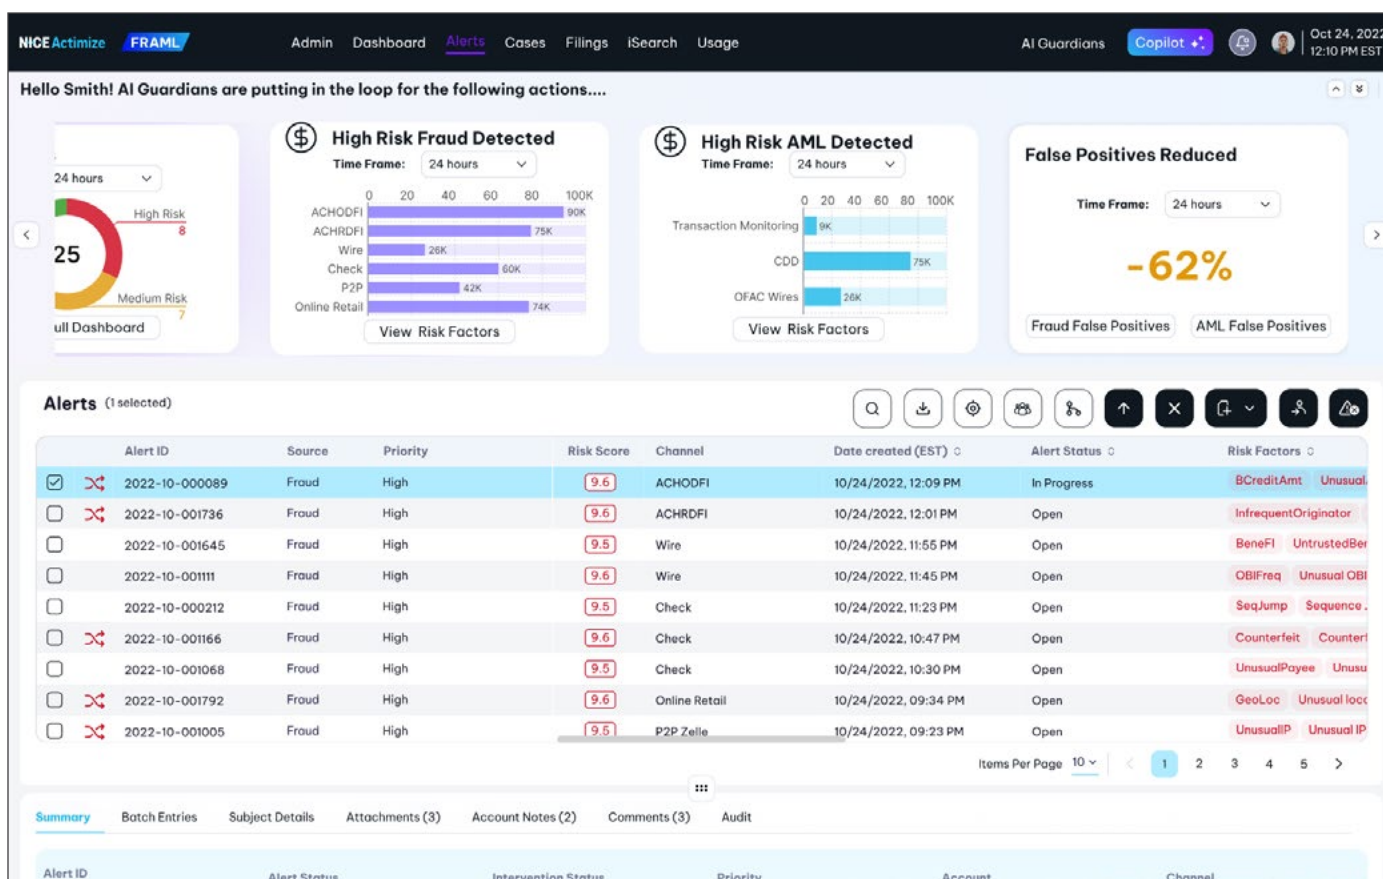 NICE Actimize FRAML Admin Dashboard Alerts Cases Filings iSearch Usage AI Guardians Copilot Oct 24, 2022
12:10 PM EST
Hello Smith! AI Guardians are putting in the loop for the following actions....
24 hours
High Risk
8
25
Medium Risk
7
ull Dashboard
High Risk Fraud Detected
Time Frame: 24 hours
0 20 40 60 80 100K
ACHODFI 90K
ACHRDFI 75K
Wire 26K
Check 60K
P2P 42K
Online Retail 74K
View Risk Factors
High Risk AML Detected
Time Frame: 24 hours
0 20 40 60 80 100K
Transaction Monitoring 9K
CDD 75K
OFAC Wires 26K
View Risk Factors
False Positives Reduced
Time Frame: 24 hours
-62%
Fraud False Positives AML False Positives
Alerts (1 selected)
Alert ID Source Priority Risk Score Channel Date created (EST) Alert Status Risk Factors
2022-10-000089 Fraud High 9.6 ACHODFI 10/24/2022, 12:09 PM In Progress BCreditAmt Unusual
2022-10-001736 Fraud High 9.6 ACHRDFI 10/24/2022, 12:01 PM Open InfrequentOriginator
2022-10-001645 Fraud High 9.5 Wire 10/24/2022, 11:55 PM Open BeneFI UntrustedBer
2022-10-001111 Fraud High 9.6 Wire 10/24/2022, 11:45 PM Open OBIFreq Unusual OBI
2022-10-000212 Fraud High 9.5 Check 10/24/2022, 11:23 PM Open SeqJump Sequence
2022-10-001166 Fraud High 9.6 Check 10/24/2022, 10:47 PM Open Counterfeit Counterf
2022-10-001068 Fraud High 9.5 Check 10/24/2022, 10:30 PM Open UnusualPayee Unusu
2022-10-001792 Fraud High 9.6 Online Retail 10/24/2022, 09:34 PM Open GeoLoc Unusual loca
2022-10-001005 Fraud High 9.5 P2P Zelle 10/24/2022, 09:23 PM Open UnusualIP Unusual IP
Items Per Page 10 1 2 3 4 5
Summary Batch Entries Subject Details Attachments (3) Account Notes (2) Comments (3) Audit
Alert ID Alert Status Intervention Status Priority Account Channel